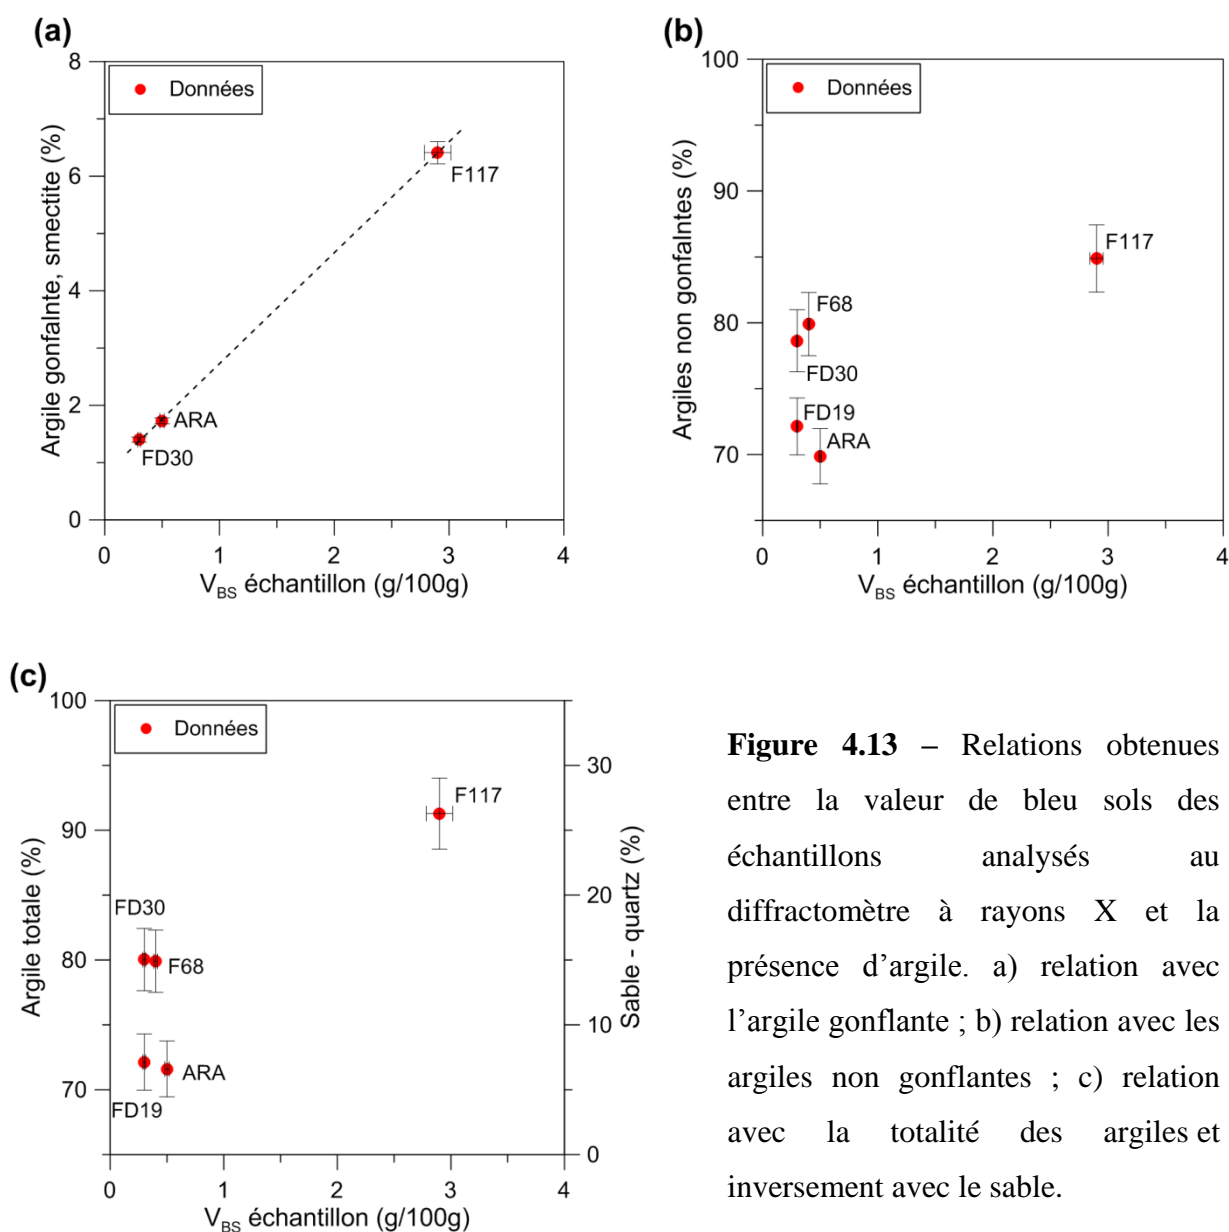 (a)
8
6
4
2
0
Argile gonfalnte, smectite (%)
Données
F117
ARA
FD30
0 1 2 3 4
V_BS échantillon (g/100g)
(b)
100
90
80
70
Argiles non gonfalntes (%)
Données
F117
F68
FD30
FD19
ARA
0 1 2 3 4
V_BS échantillon (g/100g)
(c)
100
90
80
70
Argile totale (%)
Données
F117
FD30
F68
ARA
FD19
30
20
10
0
Sable - quartz (%)
0 1 2 3 4
V_BS échantillon (g/100g)
Figure 4.13 – Relations obtenues
entre la valeur de bleu sols des
échantillons analysés au
diffractomètre à rayons X et la
présence d’argile. a) relation avec
l’argile gonflante ; b) relation avec les
argiles non gonflantes ; c) relation
avec la totalité des argiles et
inversement avec le sable.